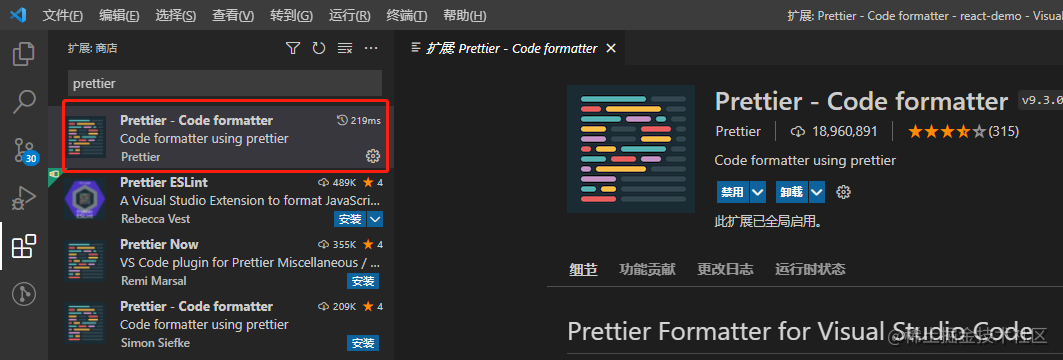 文件(F) 编辑(E) 选择(S) 查看(V) 转到(G) 运行(R) 终端(T) 帮助(H) 扩展: Prettier - Code formatter - react-demo - Visual
扩展: 商店
prettier
Prettier - Code formatter 219ms
Code formatter using prettier
Prettier
Prettier ESLint 489K 4
A Visual Studio Extension to format JavaScri...
Rebecca Vest 安装
Prettier Now 355K 4
VS Code plugin for Prettier Miscellaneous / ...
Remi Marsal 安装
Prettier - Code formatter 209K 4
Code formatter using prettier
Simon Siefke 安装
30
扩展: Prettier - Code formatter
Prettier - Code formatter v9.3.0
Prettier 18,960,891 (315)
Code formatter using prettier
禁用 卸载
此扩展已全局启用。
细节 功能贡献 更改日志 运行时状态
Prettier Formatter for Visual Studio Code
@稀土掘金技术社区